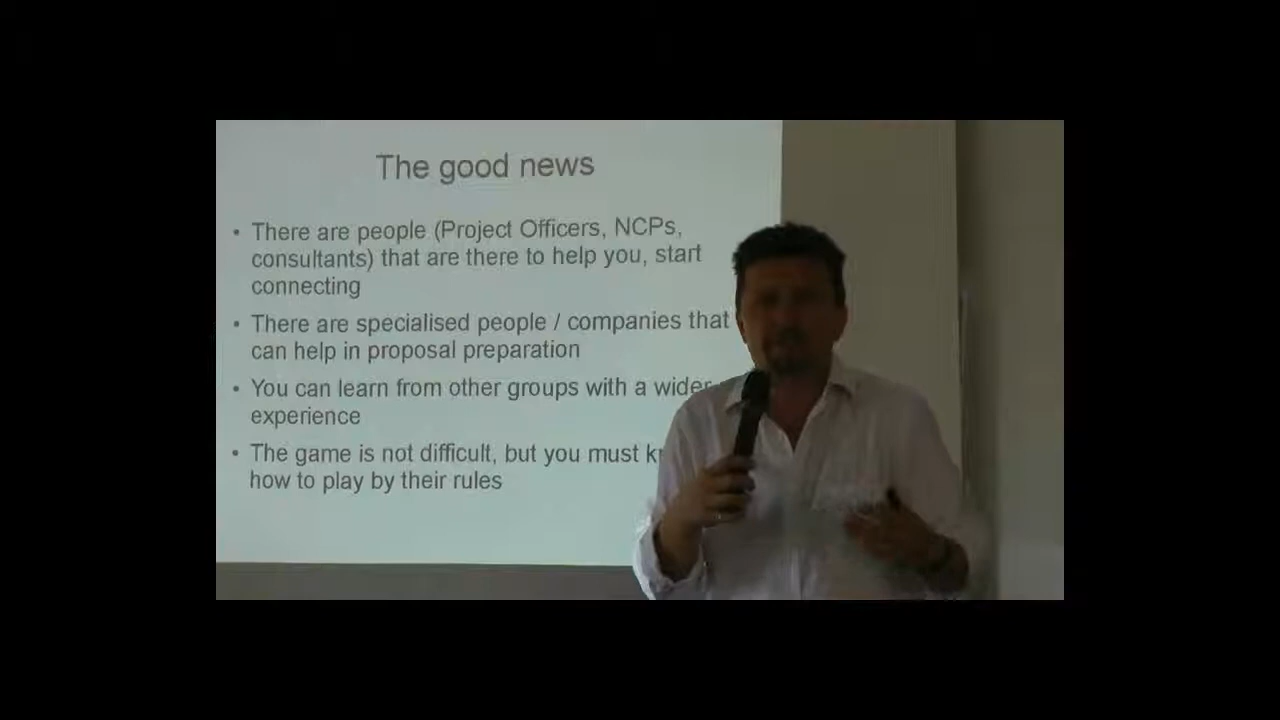 The good news
• There are people (Project Officers, NCPs,
consultants) that are there to help you, start
connecting
• There are specialised people / companies that
can help in proposal preparation
• You can learn from other groups with a wider
experience
• The game is not difficult, but you must
how to play by their rules